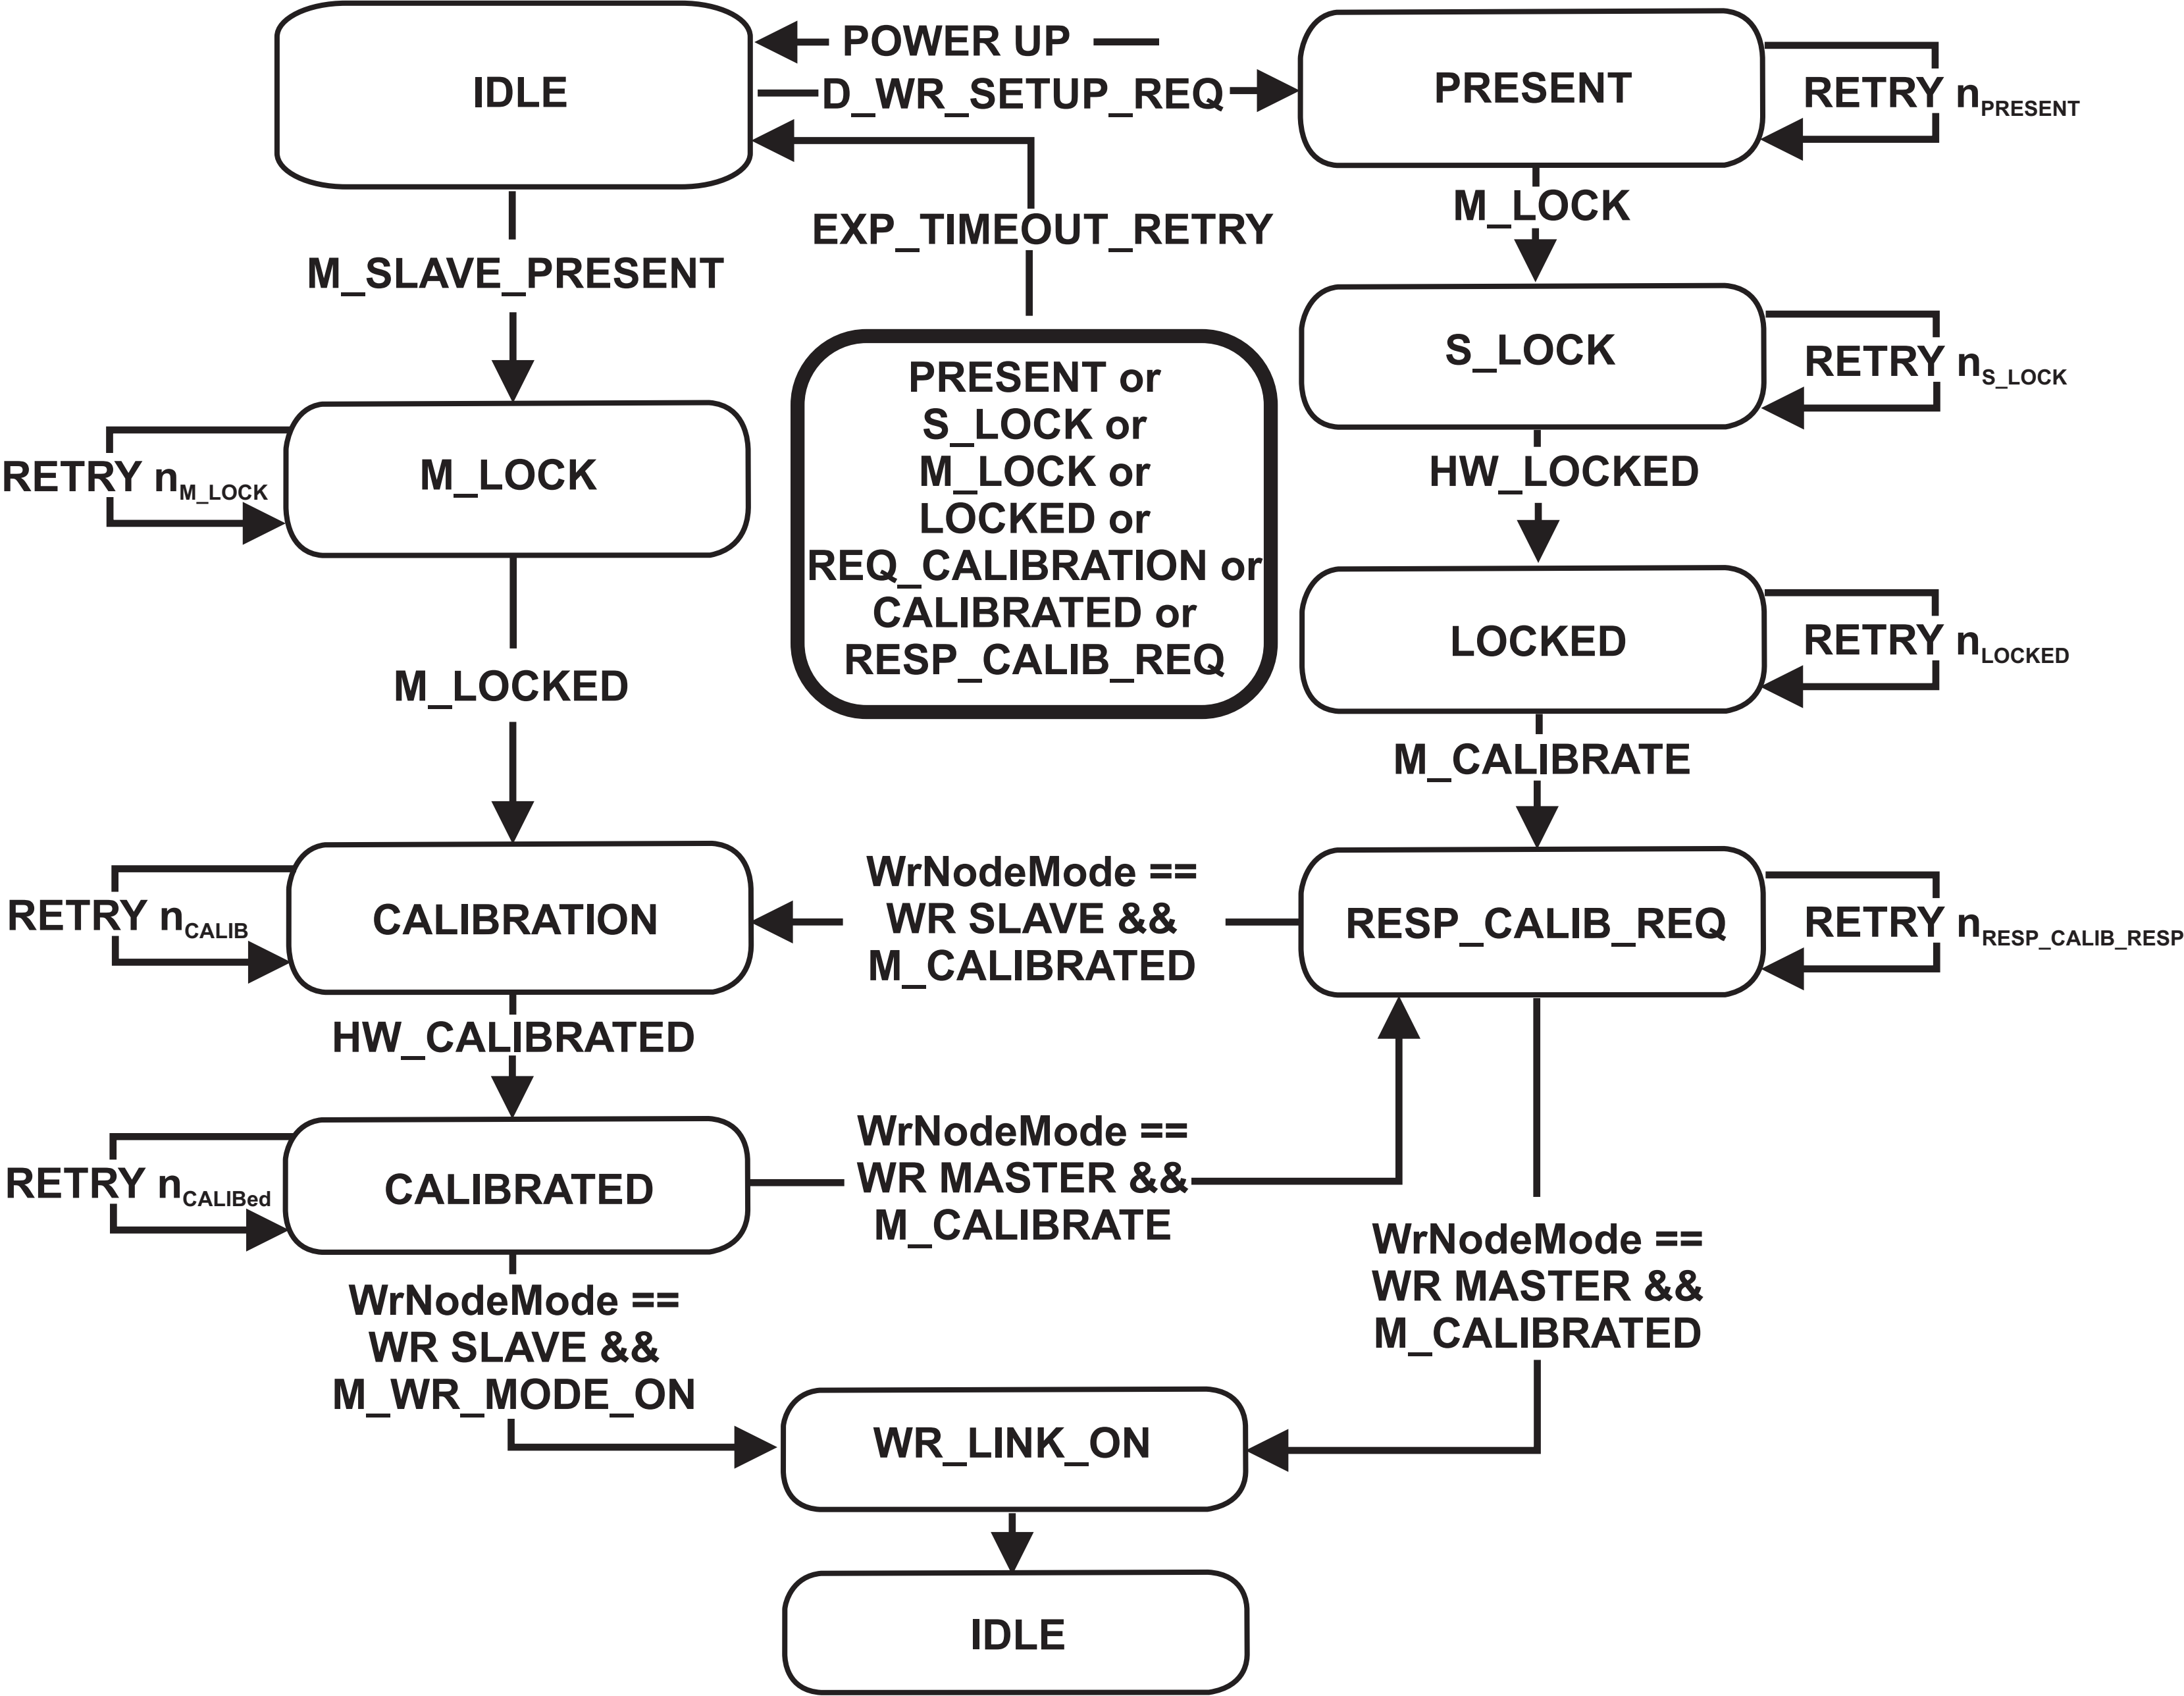 IDLE
POWER UP
D_WR_SETUP_REQ
PRESENT
RETRY nPRESENT
M_LOCK
EXP_TIMEOUT_RETRY
M_SLAVE_PRESENT
PRESENT or
S_LOCK or
M_LOCK or
LOCKED or
REQ_CALIBRATION or
CALIBRATED or
RESP_CALIB_REQ
S_LOCK
RETRY nS_LOCK
HW_LOCKED
M_LOCK
RETRY nM_LOCK
LOCKED
RETRY nLOCKED
M_LOCKED
M_CALIBRATE
CALIBRATION
RETRY nCALIB
WrNodeMode ==
WR SLAVE &&
M_CALIBRATED
RESP_CALIB_REQ
RETRY nRESP_CALIB_RESP
HW_CALIBRATED
CALIBRATED
RETRY nCALIBed
WrNodeMode ==
WR MASTER &&
M_CALIBRATE
WrNodeMode ==
WR MASTER &&
M_CALIBRATED
WrNodeMode ==
WR SLAVE &&
M_WR_MODE_ON
WR_LINK_ON
IDLE